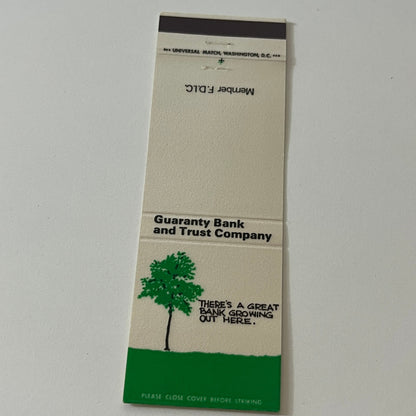 ••• UNIVERSAL MATCH, WASHINGTON, D.C. •••
Member F.D.I.C.
Guaranty Bank
and Trust Company
THERE'S A GREAT
BANK GROWING
OUT HERE.
PLEASE CLOSE COVER BEFORE STRIKING